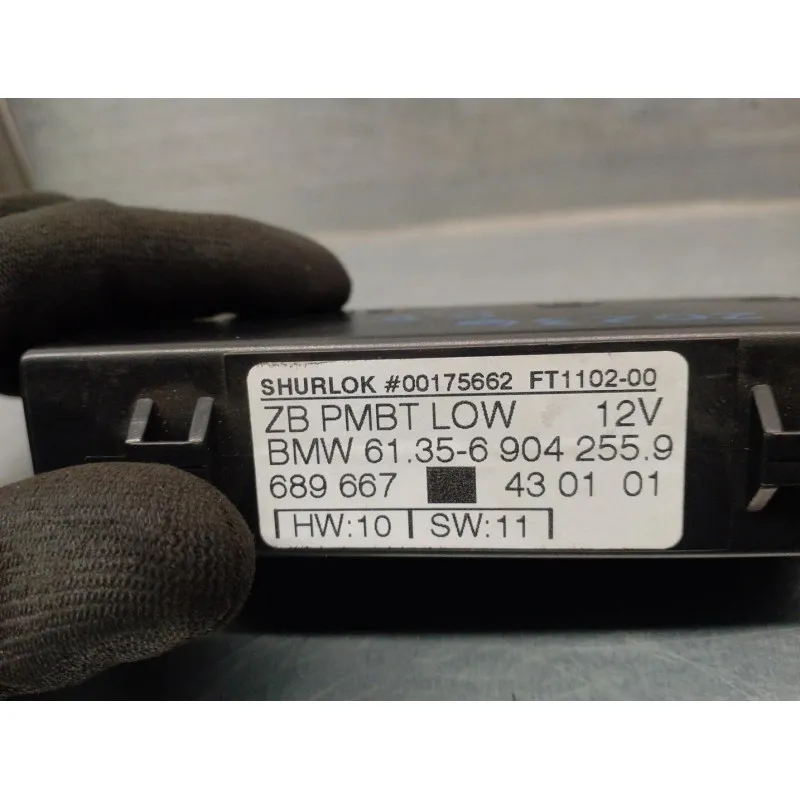 SHURLOK #00175662 FT1102-00
ZB PMBT LOW 12V
BMW 61.35-6 904 255.9
689 667 43 01 01
HW:10 SW:11